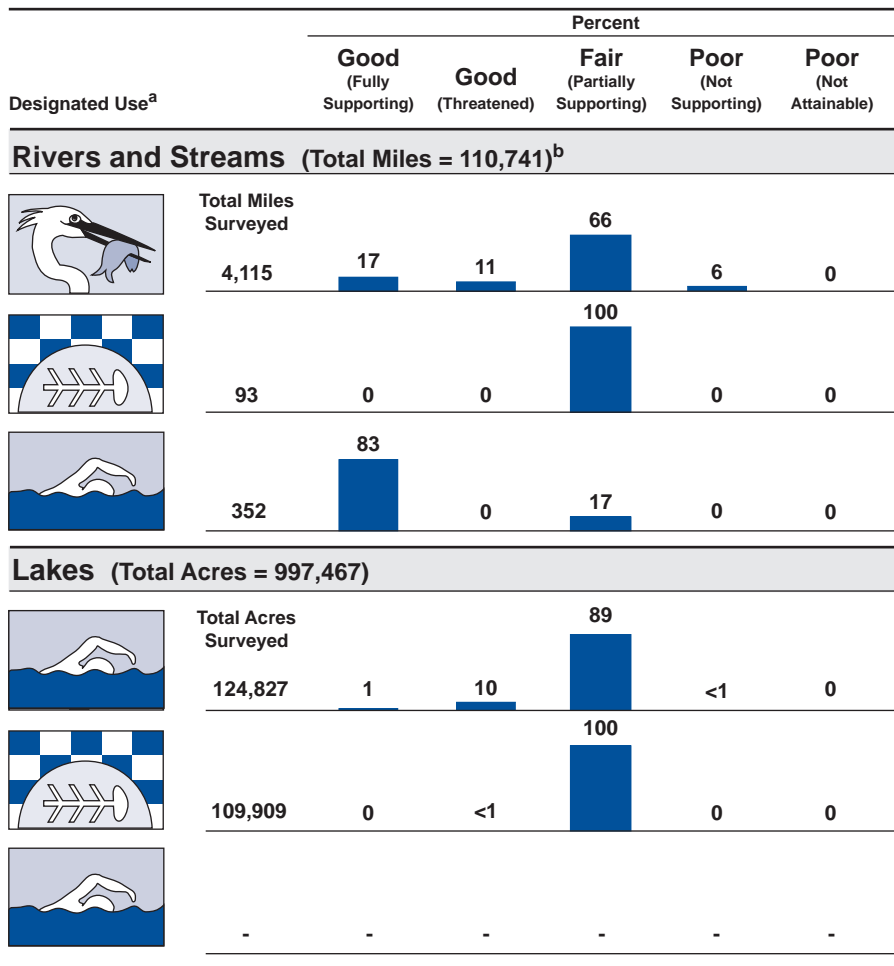 Percent
Designated Use^a Good (Fully Supporting) Good (Threatened) Fair (Partially Supporting) Poor (Not Supporting) Poor (Not Attainable)
Rivers and Streams (Total Miles = 110,741)^b
Total Miles
Surveyed
4,115 17 11 66 6 0
93 0 0 100 0 0
352 83 0 17 0 0
Lakes (Total Acres = 997,467)
Total Acres
Surveyed
124,827 1 10 89 <1 0
109,909 0 <1 100 0 0
- - - - - -